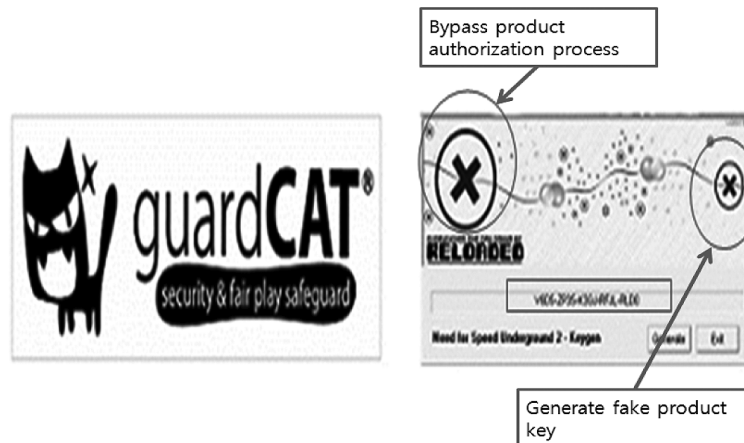 Bypass product
authorization process
guardCAT®
security & fair play safeguard
RELOADED
Need for Speed Underground 2 - Keygen
Generate
Exit
Generate fake product
key